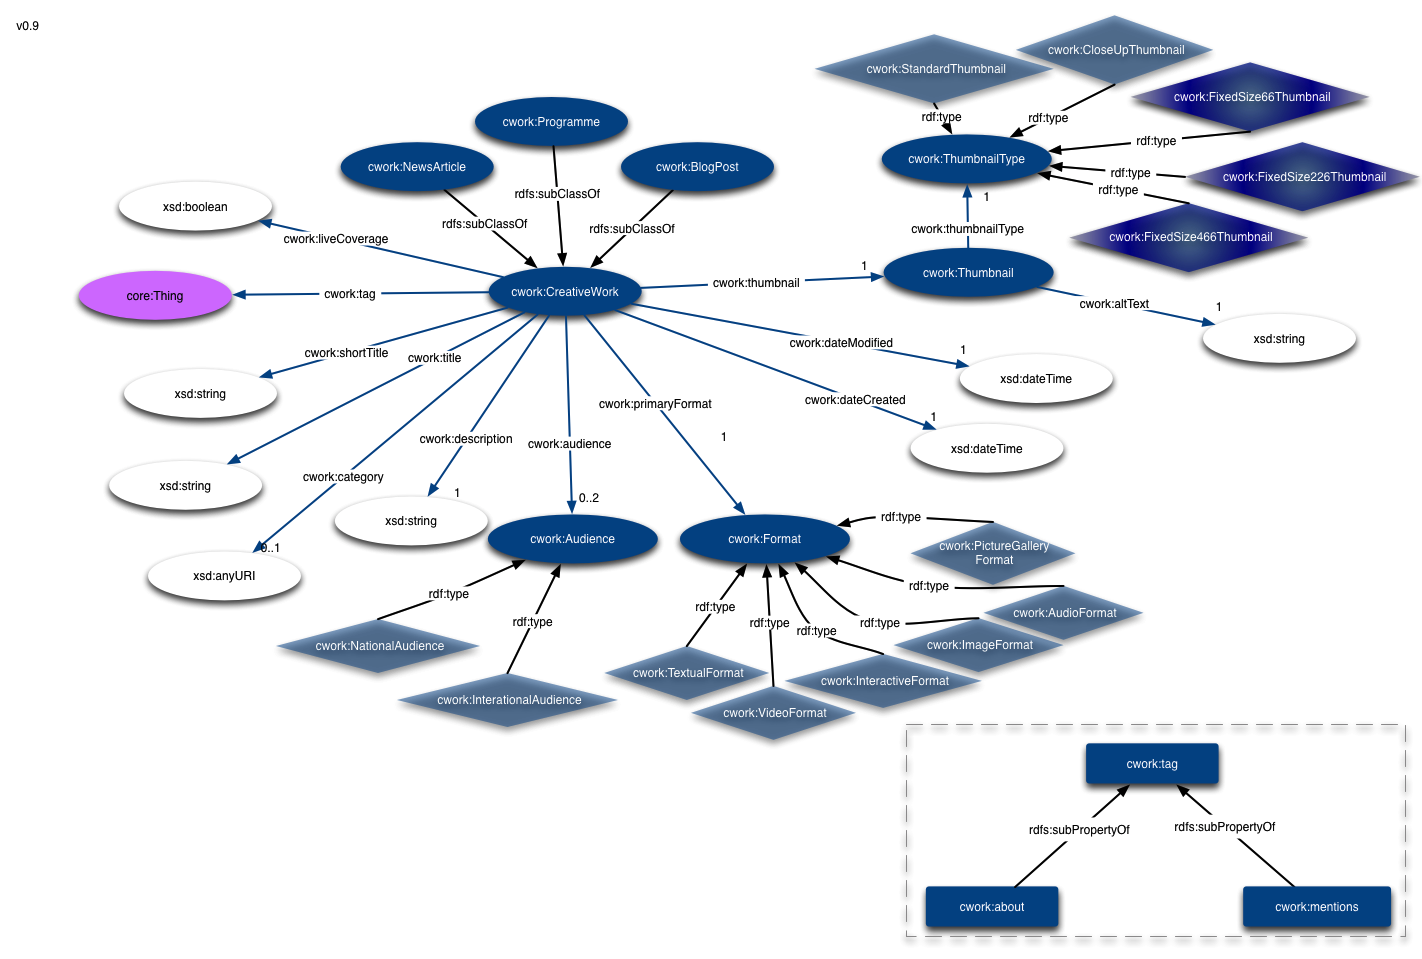 v0.9
cwork:StandardThumbnail
cwork:CloseUpThumbnail
cwork:FixedSize66Thumbnail
rdf:type
rdf:type
rdf:type
cwork:Programme
cwork:NewsArticle
cwork:BlogPost
cwork:ThumbnailType
rdf:type
cwork:FixedSize226Thumbnail
rdf:type
rdfs:subClassOf
rdfs:subClassOf
rdfs:subClassOf
1
xsd:boolean
cwork:liveCoverage
cwork:thumbnailType
cwork:FixedSize466Thumbnail
core:Thing
cwork:tag
cwork:CreativeWork
cwork:thumbnail
1
cwork:Thumbnail
cwork:altText
1
xsd:string
cwork:shortTitle
cwork:title
cwork:dateModified
1
xsd:dateTime
xsd:string
cwork:primaryFormat
cwork:dateCreated
1
xsd:dateTime
cwork:description
cwork:audience
1
cwork:category
xsd:string
1
xsd:string
0..2
0..1
xsd:anyURI
cwork:Audience
cwork:Format
rdf:type
cwork:PictureGallery
Format
rdf:type
rdf:type
rdf:type
rdf:type
rdf:type
rdf:type
rdf:type
cwork:AudioFormat
cwork:NationalAudience
cwork:ImageFormat
cwork:TextualFormat
cwork:InteractiveFormat
cwork:InterationalAudience
cwork:VideoFormat
cwork:tag
rdfs:subPropertyOf
rdfs:subPropertyOf
cwork:about
cwork:mentions